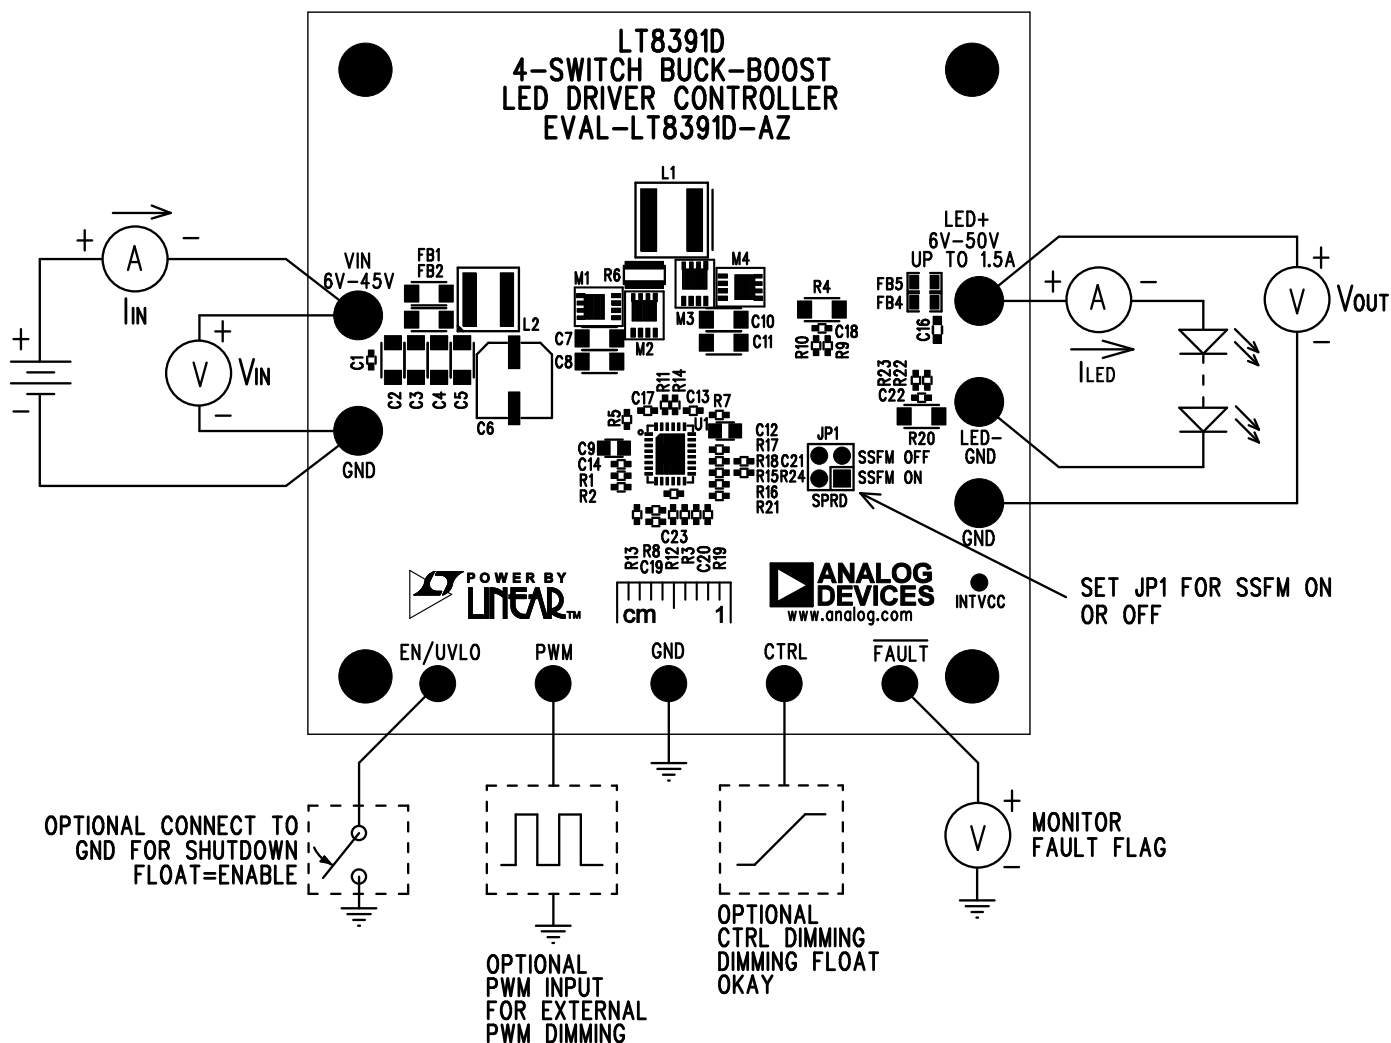 LT8391D
4-SWITCH BUCK-BOOST
LED DRIVER CONTROLLER
EVAL-LT8391D-AZ
+
A
−
IIN
VIN
6V-45V
+
V
−
VIN
+
−
GND
FB1
FB2
L2
C1
C2
C3
C4
C5
C6
L1
M1
R6
M4
C7
C8
M2
M3
C10
C11
R4
C18
R10
R9
LED+
6V-50V
UP TO 1.5A
FB5
FB4
C16
+
A
−
ILED
+
V
−
VOUT
R23
R22
C22
R20
LED-
GND
GND
R5
C17
R11
R14
C13
R7
U1
C9
C14
R1
R2
C12
R17
R18
C21
R15
R24
R16
R21
JP1
SSFM OFF
SSFM ON
SPRD
R13
R8
C19
R12
C23
R3
C20
R19
POWER BY
LINEAR™
cm 1
ANALOG
DEVICES
www.analog.com
INTVCC
SET JP1 FOR SSFM ON
OR OFF
EN/UVLO
PWM
GND
CTRL
FAULT
OPTIONAL CONNECT TO
GND FOR SHUTDOWN
FLOAT=ENABLE
OPTIONAL
PWM INPUT
FOR EXTERNAL
PWM DIMMING
OPTIONAL
CTRL DIMMING
DIMMING FLOAT
OKAY
+
V
−
MONITOR
FAULT FLAG